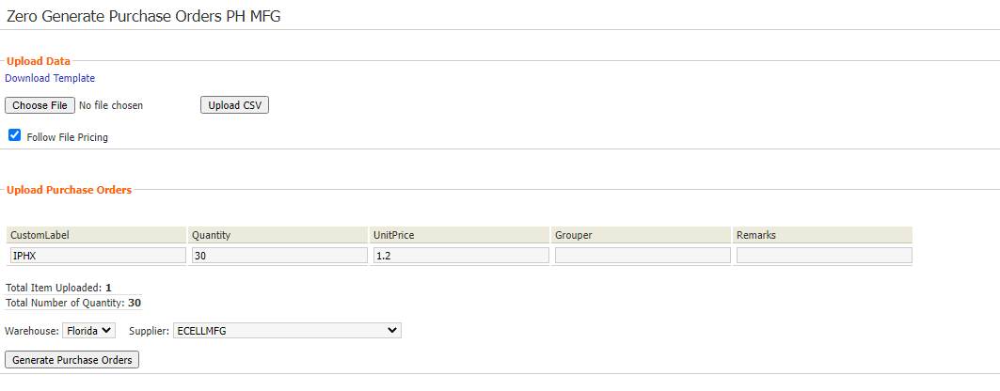 Zero Generate Purchase Orders PH MFG
Upload Data
Download Template
Choose File No file chosen Upload CSV
Follow File Pricing
Upload Purchase Orders
CustomLabel Quantity UnitPrice Grouper Remarks
IPHX 30 1.2
Total Item Uploaded: 1
Total Number of Quantity: 30
Warehouse: Florida Supplier: ECELLMFG
Generate Purchase Orders